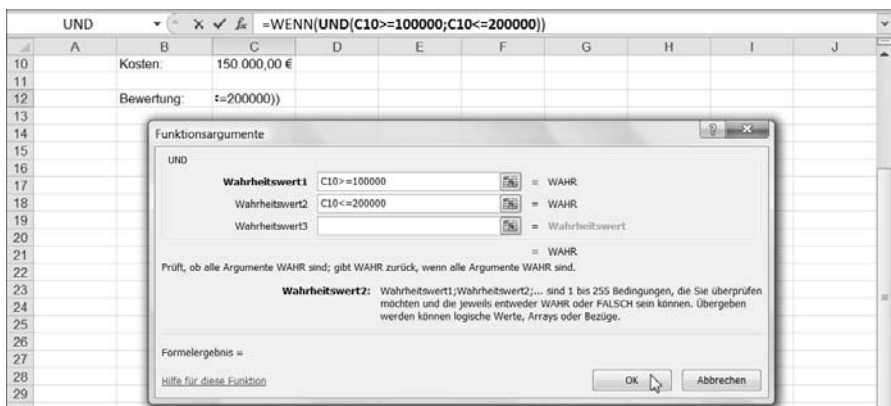 UND =WENN(UND(C10>=100000;C10<=200000))
A B C D E F G H I J
10 Kosten: 150.000,00 €
11
12 Bewertung: :=200000))
13
14
15
16
17
18
19
20
21
22
23
24
25
26
27
28
29
Funktionsargumente
UND
Wahrheitswert1 C10>=100000 = WAHR
Wahrheitswert2 C10<=200000 = WAHR
Wahrheitswert3 = Wahrheitswert
= WAHR
Prüft, ob alle Argumente WAHR sind; gibt WAHR zurück, wenn alle Argumente WAHR sind.
Wahrheitswert2: Wahrheitswert1;Wahrheitswert2;... sind 1 bis 255 Bedingungen, die Sie überprüfen
möchten und die jeweils entweder WAHR oder FALSCH sein können. Übergeben
werden können logische Werte, Arrays oder Bezüge.
Formelergebnis =
Hilfe für diese Funktion OK Abbrechen